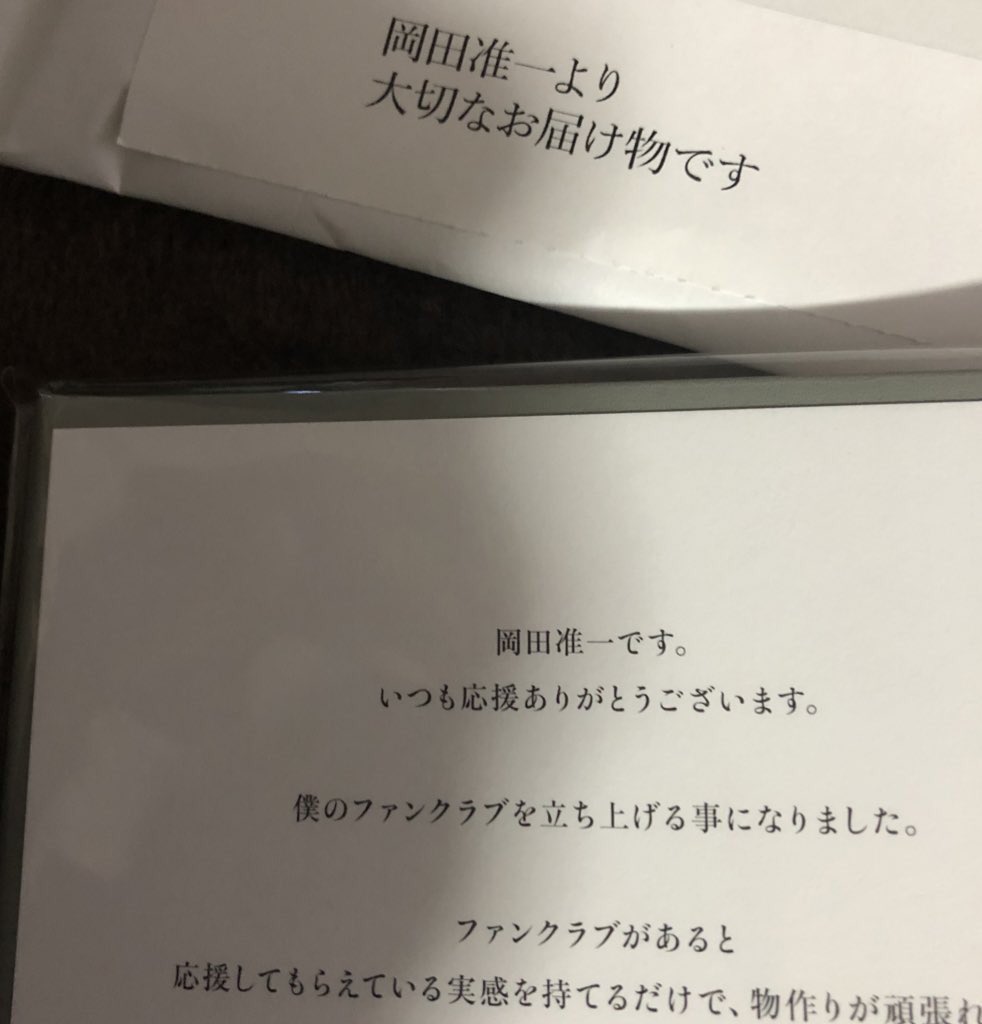 岡田准一より
大切なお届け物です
岡田准一です。
いつも応援ありがとうございます。
僕のファンクラブを立ち上げる事になりました。
ファンクラブがあると
応援してもらえている実感を持てるだけで、物作りが頑張れ